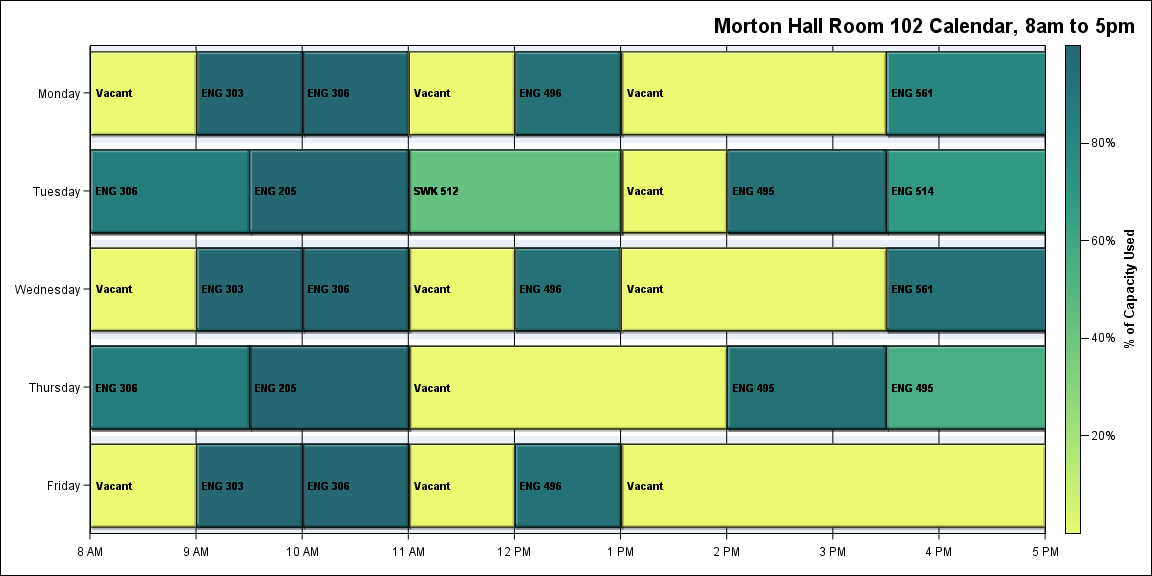 Morton Hall Room 102 Calendar, 8am to 5pm
Monday
Vacant
ENG 303
ENG 306
Vacant
ENG 496
Vacant
ENG 561
Tuesday
ENG 306
ENG 205
SWK 512
Vacant
ENG 495
ENG 514
Wednesday
Vacant
ENG 303
ENG 306
Vacant
ENG 496
Vacant
ENG 561
Thursday
ENG 306
ENG 205
Vacant
ENG 495
ENG 495
Friday
Vacant
ENG 303
ENG 306
Vacant
ENG 496
Vacant
8 AM
9 AM
10 AM
11 AM
12 PM
1 PM
2 PM
3 PM
4 PM
5 PM
80%
60%
40%
20%
% of Capacity Used